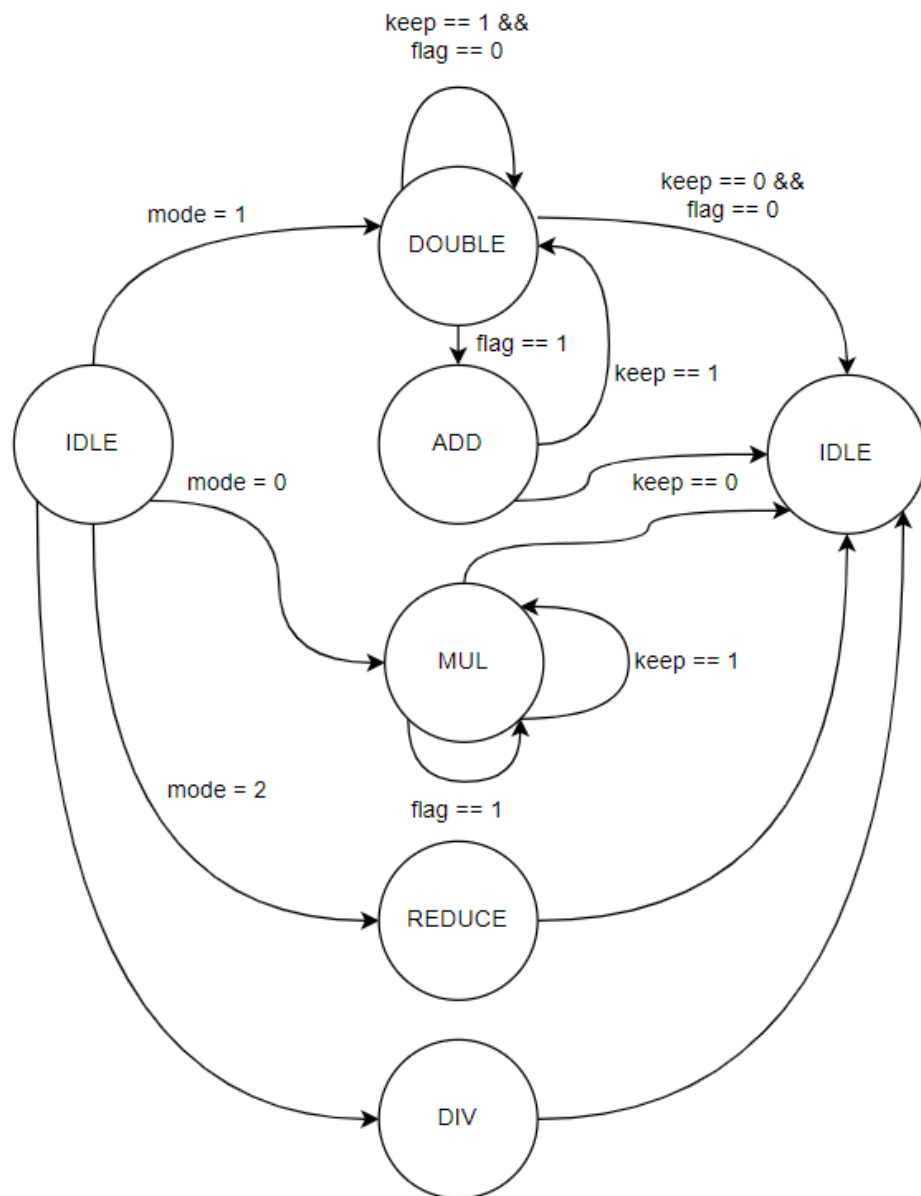 keep == 1 &&
flag == 0
keep == 0 &&
flag == 0
mode = 1
DOUBLE
flag == 1
keep == 1
IDLE
ADD
IDLE
mode = 0
keep == 0
MUL
keep == 1
mode = 2
flag == 1
REDUCE
DIV